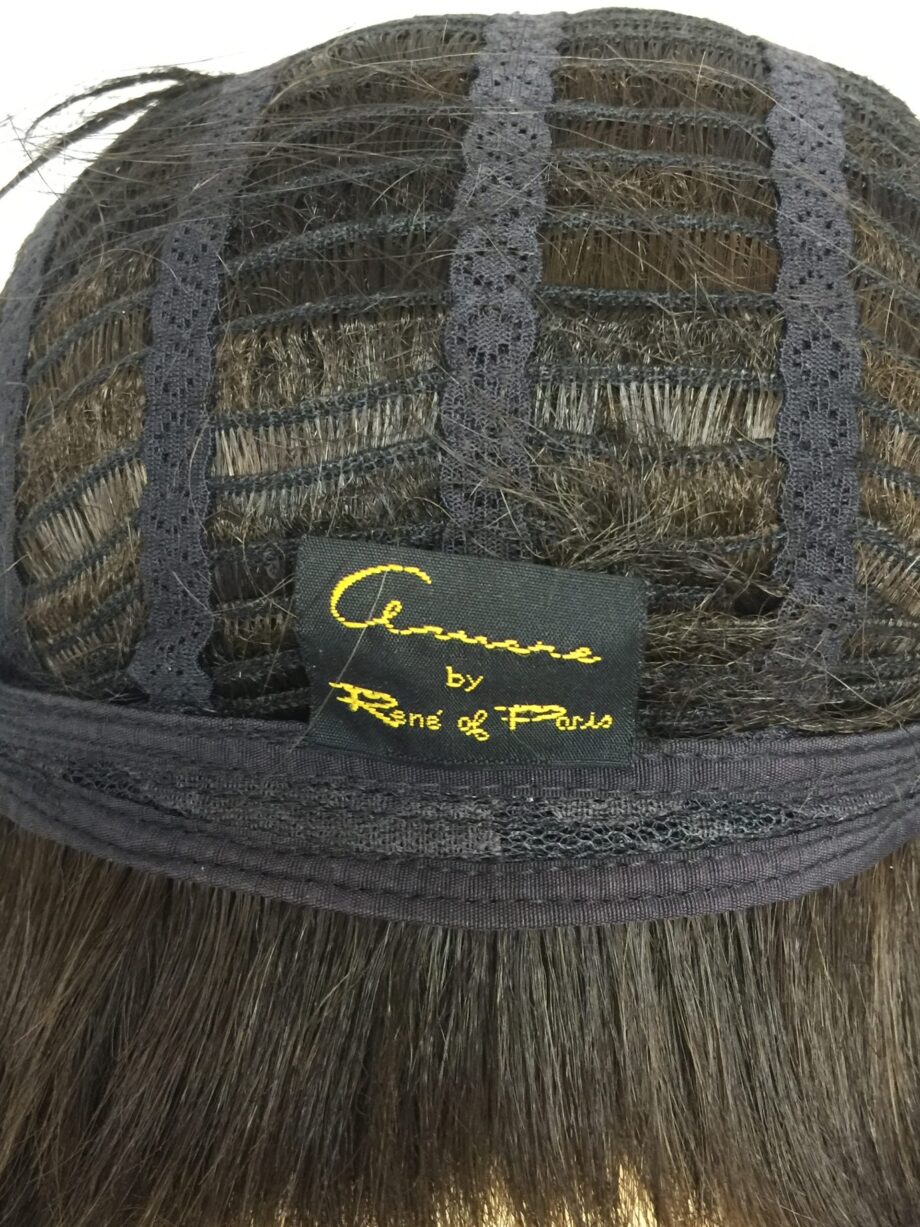 Amore
by
René of Paris